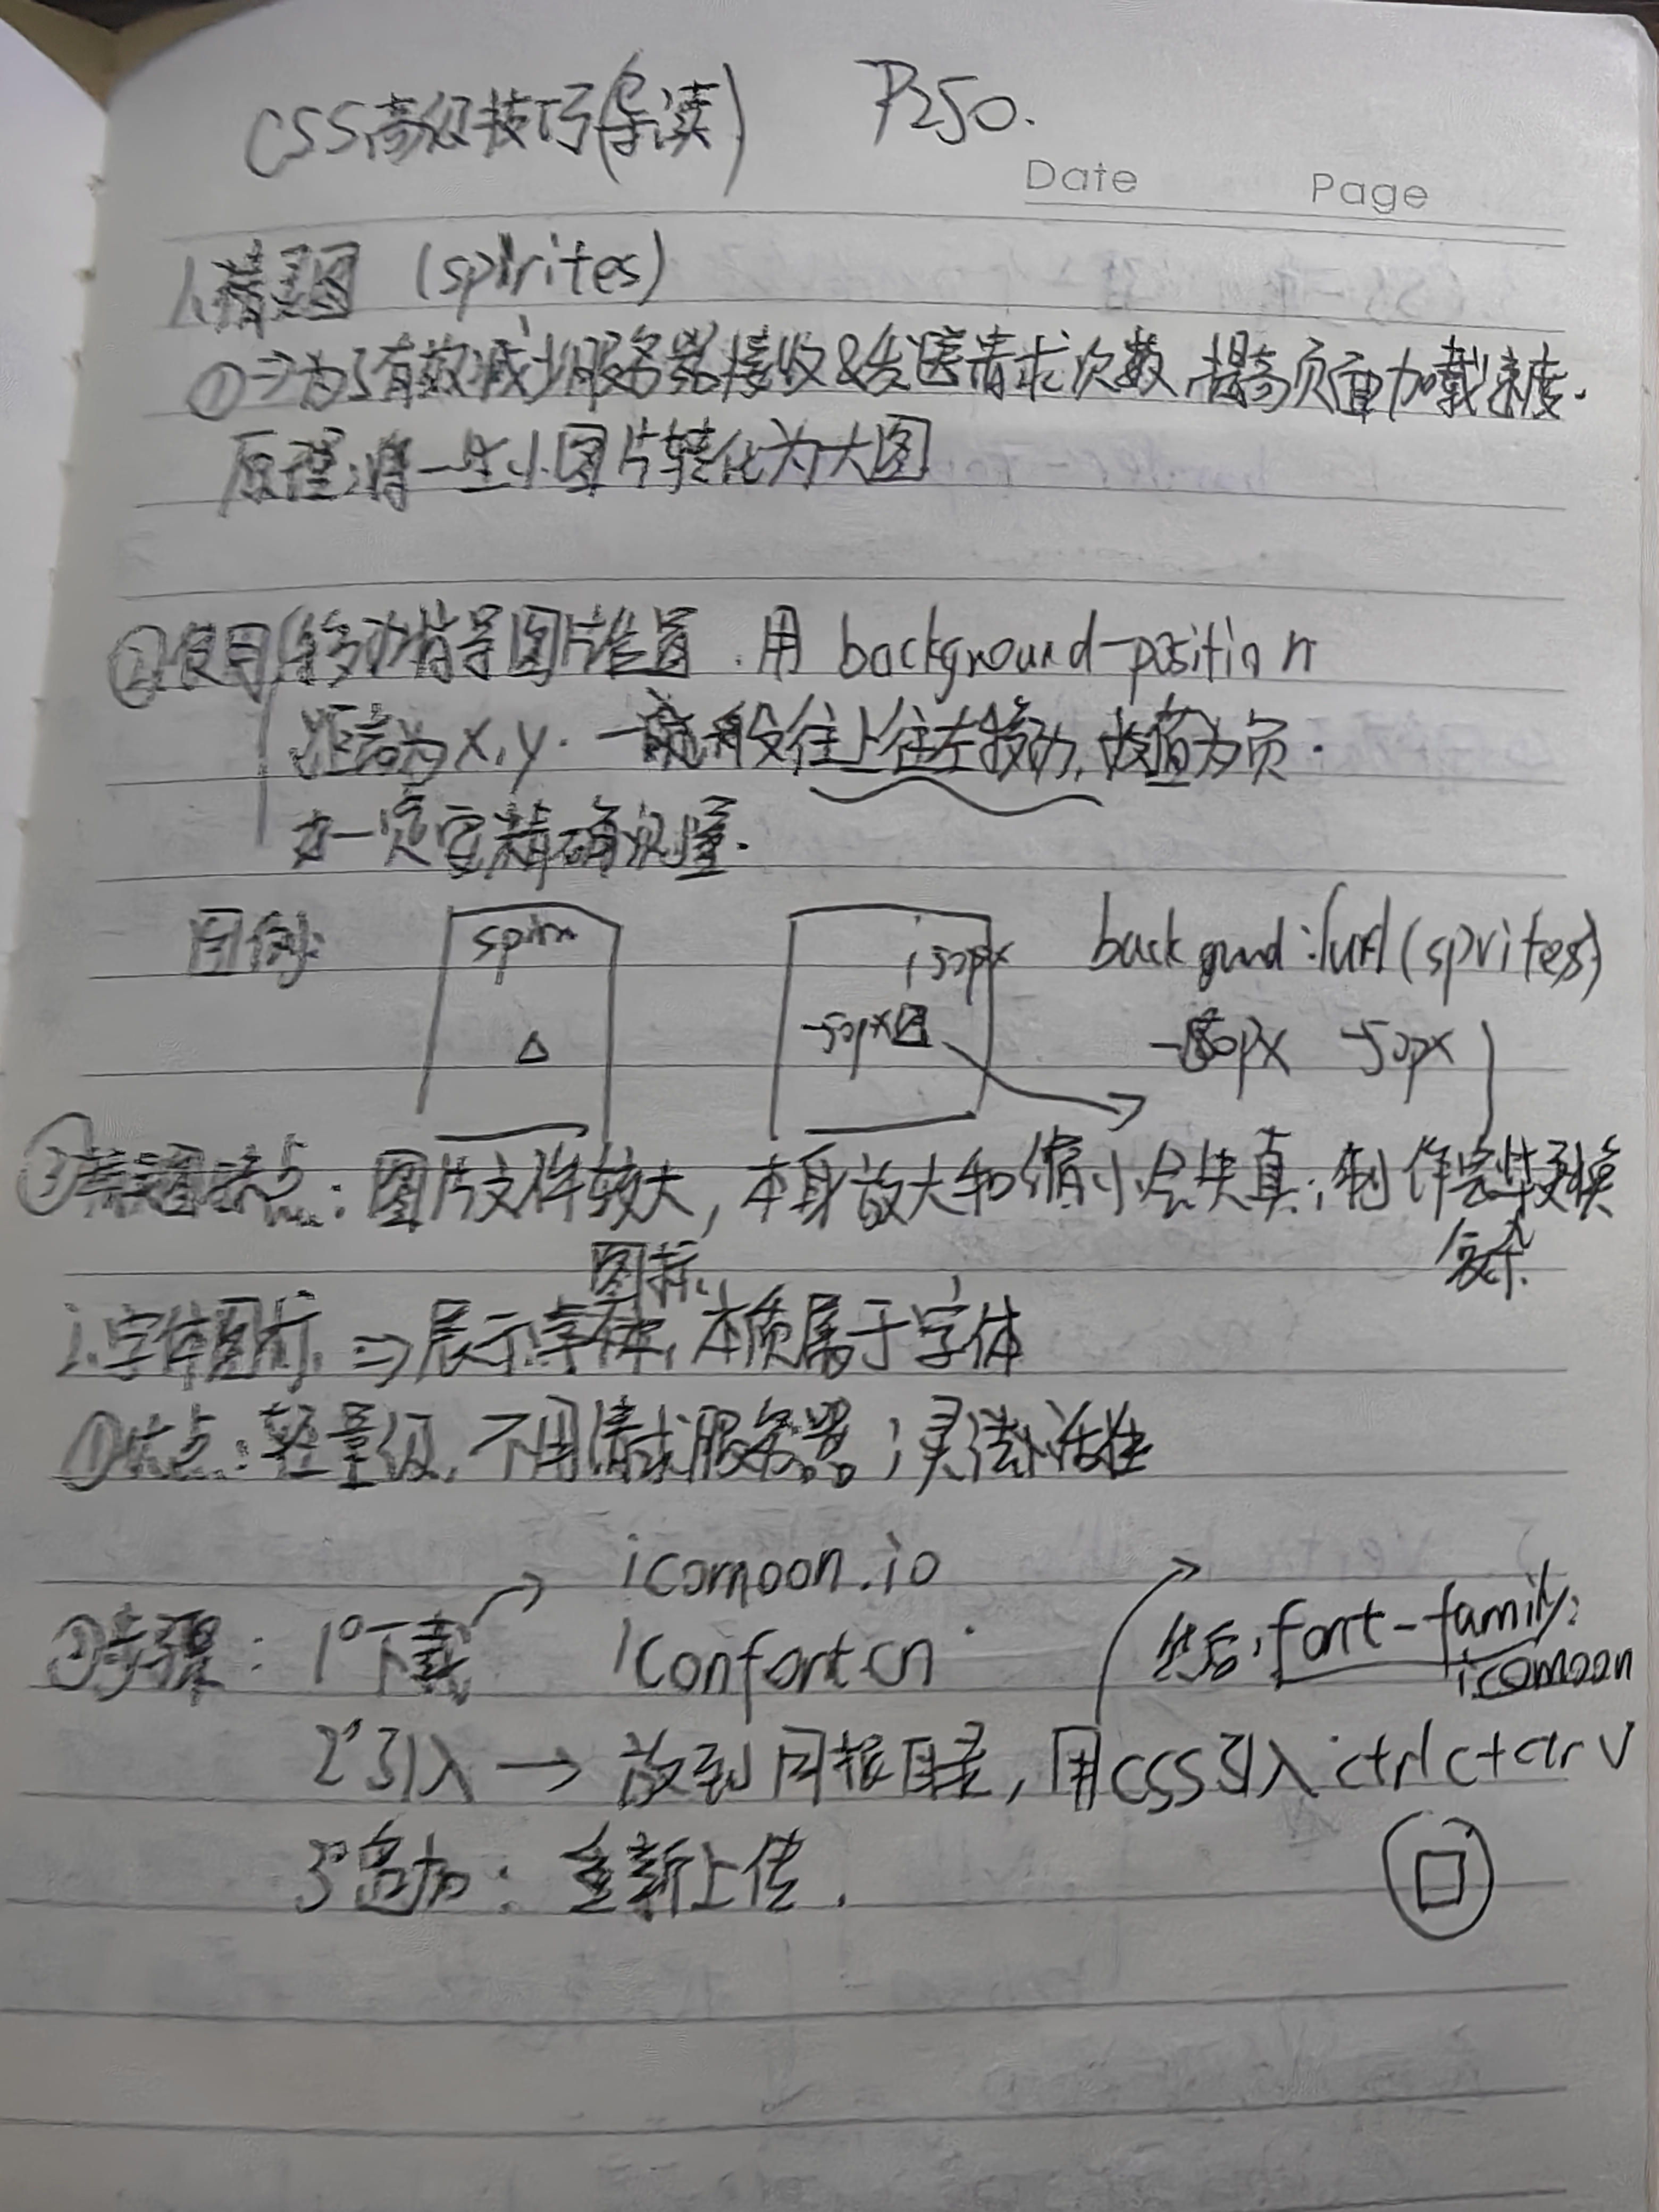 CSS高级技巧(导读) P250.
Date Page
1.精灵图 (spirites)
①⇒为了有效减少服务器接收&发送请求次数,提高页面加载速度.
原理:将一些小图片转化为大图
②使用 移动背景图片位置.用 background-position
距离为x,y. 一般往上往左移动,故值为负.
精确测量.
图例:
spirit
50px
-50px
background:url(sprites)
-50px -50px
③精灵图缺点:图片文件较大,本身放大和缩小会失真;制作完毕更换
复杂
图标
2.字体图标 ⇒展示字体,本质属于字体
①优点:轻量级,不用请求服务器;灵活性
②步骤: 1°下载 icomoon.io
iconfont.cn
然后:font-family:
icomoon
2°引入→放到同根目录,用CSS引入 ctrl c+ctrl v
3°追加:重新上传.